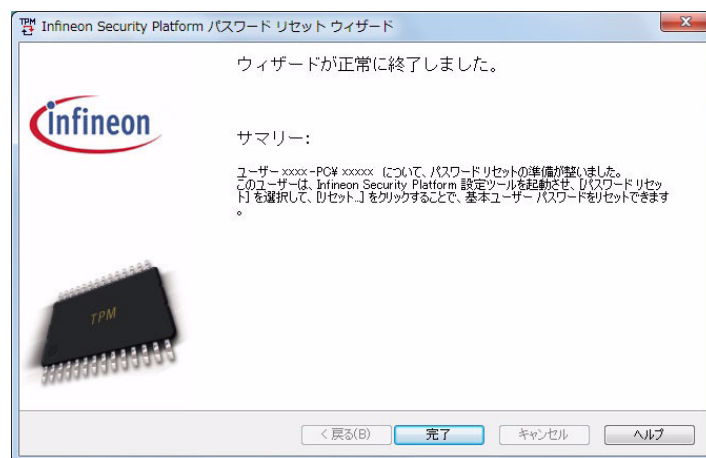 TPM Infineon Security Platform パスワード リセット ウィザード
ウィザードが正常に終了しました。
infineon
サマリー:
ユーザー xxxx-PC¥ xxxxx について、パスワード リセットの準備が整いました。
このユーザーは、Infineon Security Platform 設定ツールを起動させ、[パスワード リセッ
ト] を選択して、[リセット...] をクリックすることで、基本ユーザー パスワードをリセットできます
。
TPM
< 戻る(B)
完了
キャンセル
ヘルプ